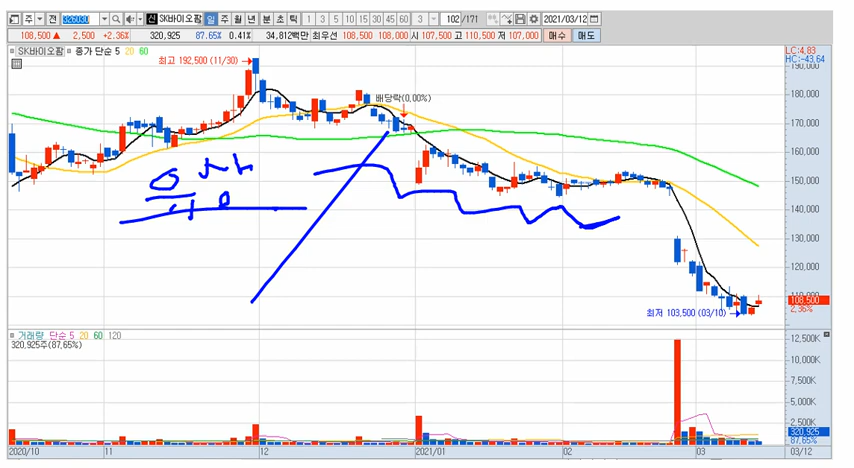 주 전 326030 SK바이오팜 일 주 월 년 분 초 틱 1 3 5 10 15 30 45 60 3 102 /171 2021/03/12
108,500 ▲ 2,500 +2.36% 320,925 87.65% 0.41% 34,812백만 최우선 108,500 108,000 시 107,500 고 110,500 저 107,000 매수 매도
SK바이오팜 종가 단순 5 20 60
LC:4.83
HC:-43.64
최고 192,500 (11/30)
190,000
180,000
배당락(0.00%)
170,000
160,000
150,000
140,000
130,000
120,000
110,000
108,500
2.36%
최저 103,500 (03/10)
거래량 단순 5 20 60 120
320,925주(87.65%)
12,500K
10,000K
7,500K
5,000K
2,500K
320,925
87.65%
2020/10 11 12 2021/01 02 03 03/12